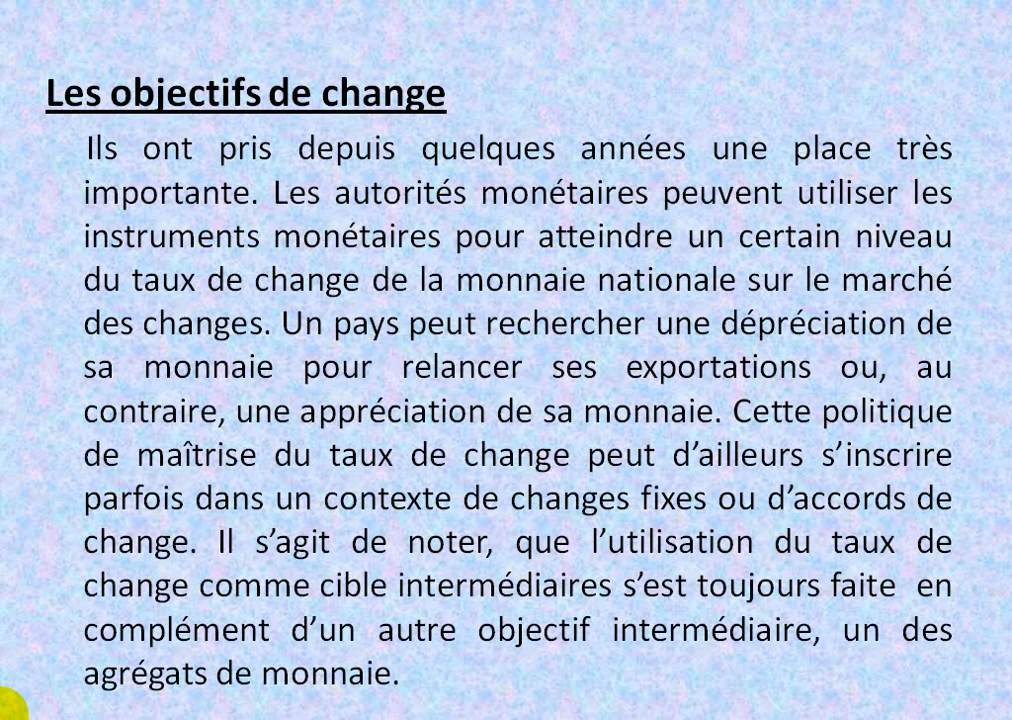 Les objectifs de change
Ils ont pris depuis quelques années une place très
importante. Les autorités monétaires peuvent utiliser les
instruments monétaires pour atteindre un certain niveau
du taux de change de la monnaie nationale sur le marché
des changes. Un pays peut rechercher une dépréciation de
sa monnaie pour relancer ses exportations ou, au
contraire, une appréciation de sa monnaie. Cette politique
de maîtrise du taux de change peut d’ailleurs s’inscrire
parfois dans un contexte de changes fixes ou d’accords de
change. Il s’agit de noter, que l’utilisation du taux de
change comme cible intermédiaires s’est toujours faite  en
complément d’un autre objectif intermédiaire, un des
agrégats de monnaie.